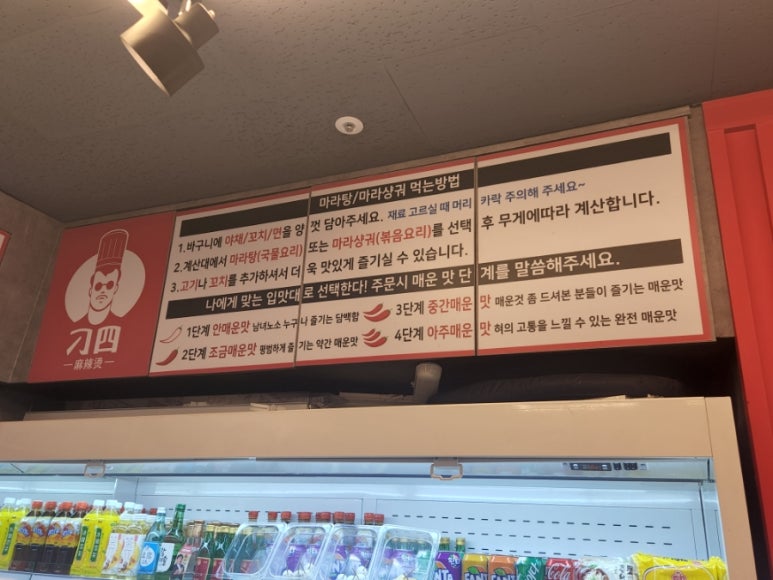 마라탕/마라샹궈 먹는방법
1.바구니에 야채/꼬치/면을 양껏 담아주세요. 재료 고르실 때 머리카락 주의해 주세요~
2.계산대에서 마라탕(국물요리) 또는 마라샹궈(볶음요리)를 선택 후 무게에따라 계산합니다.
3.고기나 꼬치를 추가하셔서 더욱 맛있게 즐기실 수 있습니다.
나에게 맞는 입맛대로 선택한다! 주문시 매운 맛 단계를 말씀해주세요.
1단계 안매운맛 남녀노소 누구나 즐기는 담백함
3단계 중간매운맛 매운것 좀 드셔본 분들이 즐기는 매운맛
2단계 조금매운맛 평범하게 즐기는 약간 매운맛
4단계 아주매운맛 혀의 고통을 느낄 수 있는 완전 매운맛
刁四
麻辣烫